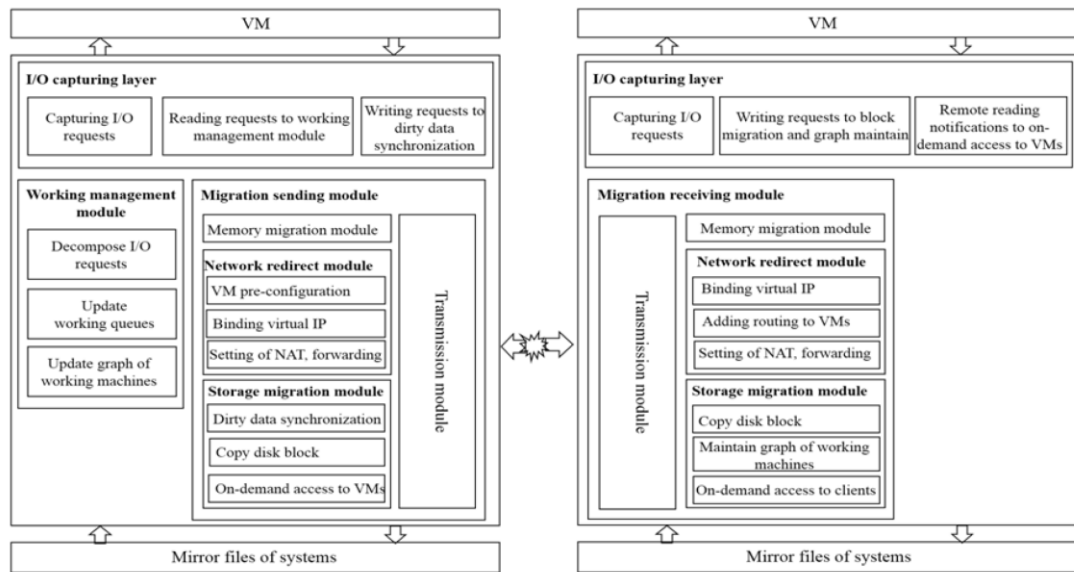 VM
I/O capturing layer
Capturing I/O
requests
Reading requests to working
management module
Writing requests to
dirty data
synchronization
Working management
module
Decompose I/O
requests
Update
working queues
Update graph of
working machines
Migration sending module
Memory migration module
Network redirect module
VM pre-configuration
Binding virtual IP
Setting of NAT, forwarding
Storage migration module
Dirty data synchronization
Copy disk block
On-demand access to VMs
Transmission module
Mirror files of systems
VM
I/O capturing layer
Capturing I/O
requests
Writing requests to block
migration and graph maintain
Remote reading
notifications to on-
demand access to VMs
Migration receiving module
Transmission module
Memory migration module
Network redirect module
Binding virtual IP
Adding routing to VMs
Setting of NAT, forwarding
Storage migration module
Copy disk block
Maintain graph of working
machines
On-demand access to clients
Mirror files of systems